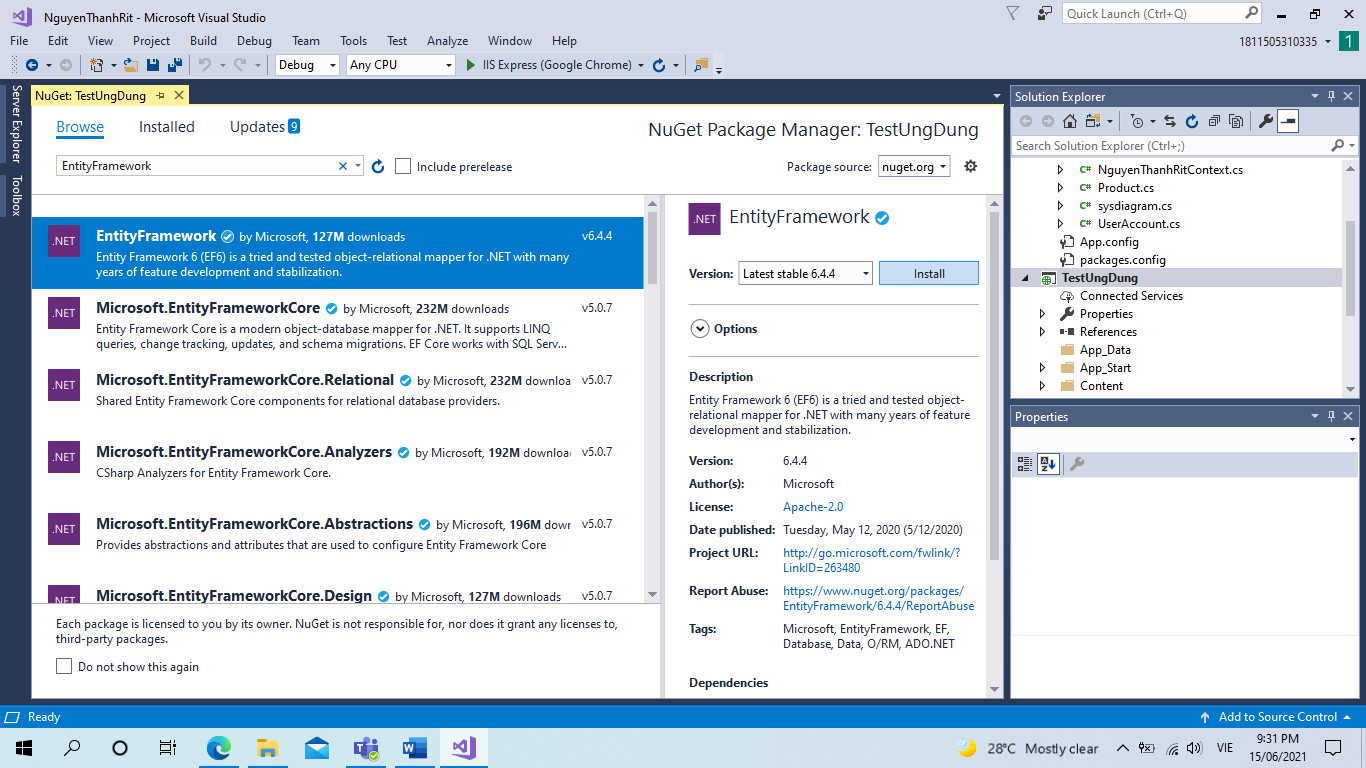 NguyenThanhRit - Microsoft Visual Studio
Quick Launch (Ctrl+Q)
File Edit View Project Build Debug Team Tools Test Analyze Window Help
1811505310335
1
Debug Any CPU IIS Express (Google Chrome)
Server Explorer
Toolbox
NuGet: TestUngDung
Browse Installed Updates 9
NuGet Package Manager: TestUngDung
EntityFramework
Include prerelease
Package source: nuget.org
.NET
EntityFramework by Microsoft, 127M downloads v6.4.4
Entity Framework 6 (EF6) is a tried and tested object-relational mapper for .NET with many
years of feature development and stabilization.
.NET
Microsoft.EntityFrameworkCore by Microsoft, 232M downloads v5.0.7
Entity Framework Core is a modern object-database mapper for .NET. It supports LINQ
queries, change tracking, updates, and schema migrations. EF Core works with SQL Serv...
.NET
Microsoft.EntityFrameworkCore.Relational by Microsoft, 232M downloa v5.0.7
Shared Entity Framework Core components for relational database providers.
.NET
Microsoft.EntityFrameworkCore.Analyzers by Microsoft, 192M downloa v5.0.7
CSharp Analyzers for Entity Framework Core.
.NET
Microsoft.EntityFrameworkCore.Abstractions by Microsoft, 196M dowr v5.0.7
Provides abstractions and attributes that are used to configure Entity Framework Core
.NET
Microsoft.EntityFrameworkCore.Design by Microsoft, 127M downloads v5.0.7
Each package is licensed to you by its owner. NuGet is not responsible for, nor does it grant any licenses to,
third-party packages.
Do not show this again
.NET
EntityFramework
Version: Latest stable 6.4.4 Install
Options
Description
Entity Framework 6 (EF6) is a tried and tested object-
relational mapper for .NET with many years of feature
development and stabilization.
Version: 6.4.4
Author(s): Microsoft
License: Apache-2.0
Date published: Tuesday, May 12, 2020 (5/12/2020)
Project URL: http://go.microsoft.com/fwlink/?
LinkID=263480
Report Abuse: https://www.nuget.org/packages/
EntityFramework/6.4.4/ReportAbuse
Tags: Microsoft, EntityFramework, EF,
Database, Data, O/RM, ADO.NET
Dependencies
Solution Explorer
Search Solution Explorer (Ctrl+;)
C# NguyenThanhRitContext.cs
C# Product.cs
C# sysdiagram.cs
C# UserAccount.cs
App.config
packages.config
TestUngDung
Connected Services
Properties
References
App_Data
App_Start
Content
Properties
Ready
Add to Source Control
28°C Mostly clear
VIE
9:31 PM
15/06/2021